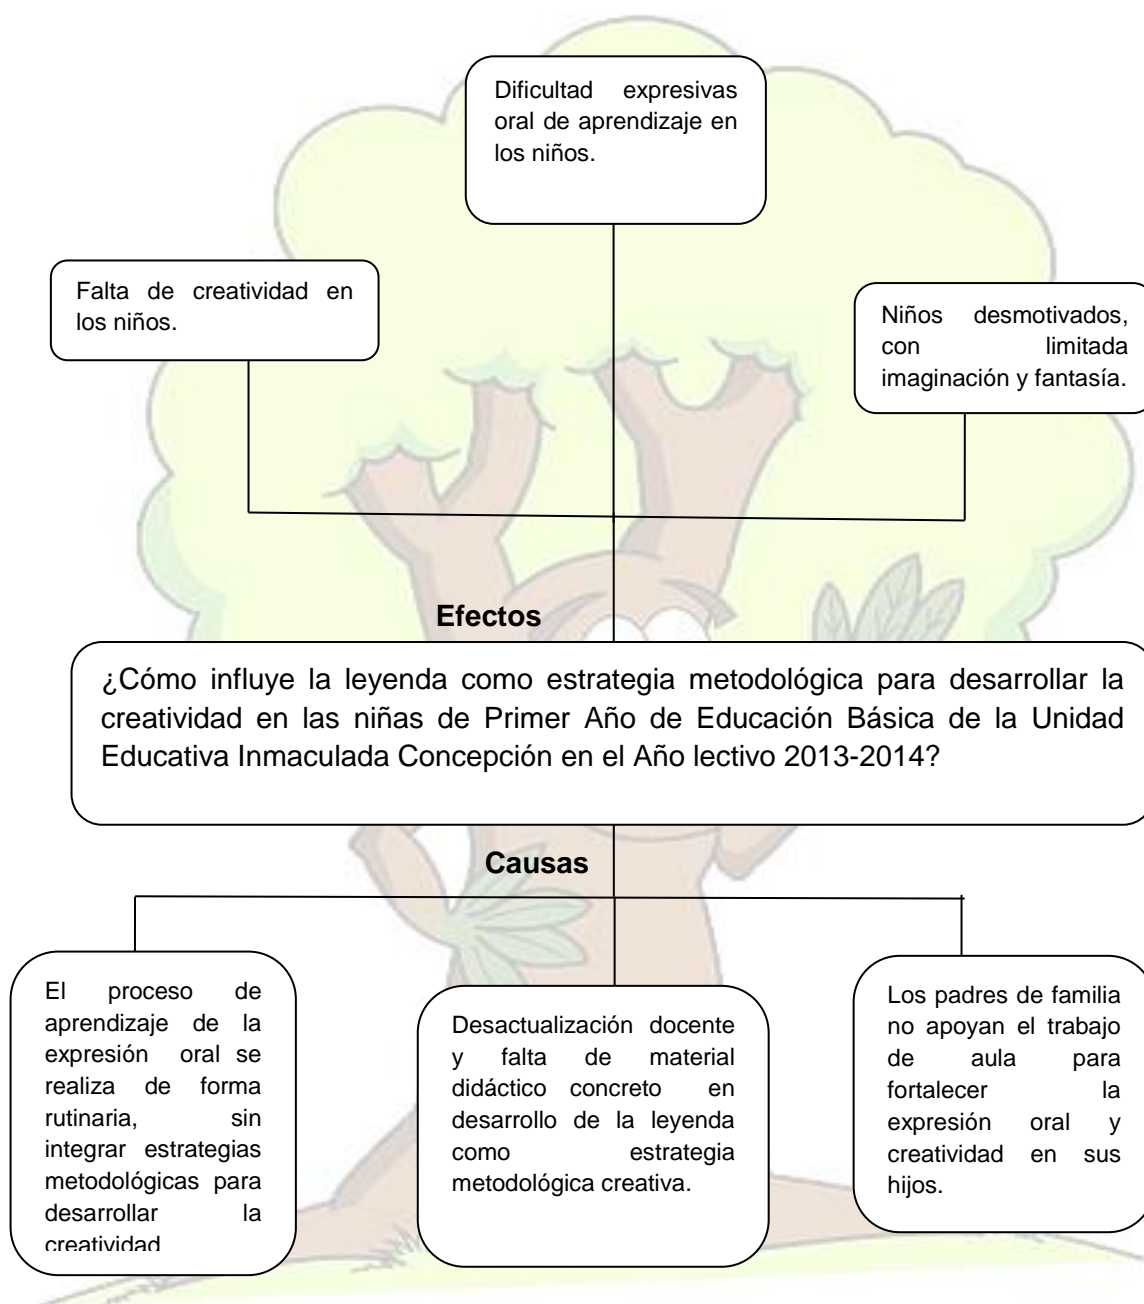 Dificultad expresivas
oral de aprendizaje en
los niños.
Falta de creatividad en
los niños.
Niños desmotivados,
con limitada
imaginación y fantasía.
Efectos
¿Cómo influye la leyenda como estrategia metodológica para desarrollar la
creatividad en las niñas de Primer Año de Educación Básica de la Unidad
Educativa Inmaculada Concepción en el Año lectivo 2013-2014?
Causas
El proceso de
aprendizaje de la
expresión oral se
realiza de forma
rutinaria, sin
integrar estrategias
metodológicas para
desarrollar la
creatividad
Desactualización docente
y falta de material
didáctico concreto en
desarrollo de la leyenda
como estrategia
metodológica creativa.
Los padres de familia
no apoyan el trabajo
de aula para
fortalecer la
expresión oral y
creatividad en sus
hijos.